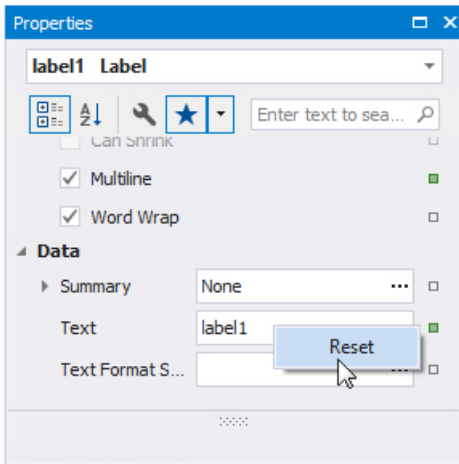 Properties
label1 Label
Enter text to sea...
Can Shrink
Multiline
Word Wrap
Data
Summary None ...
Text label1
Reset
Text Format S... ...